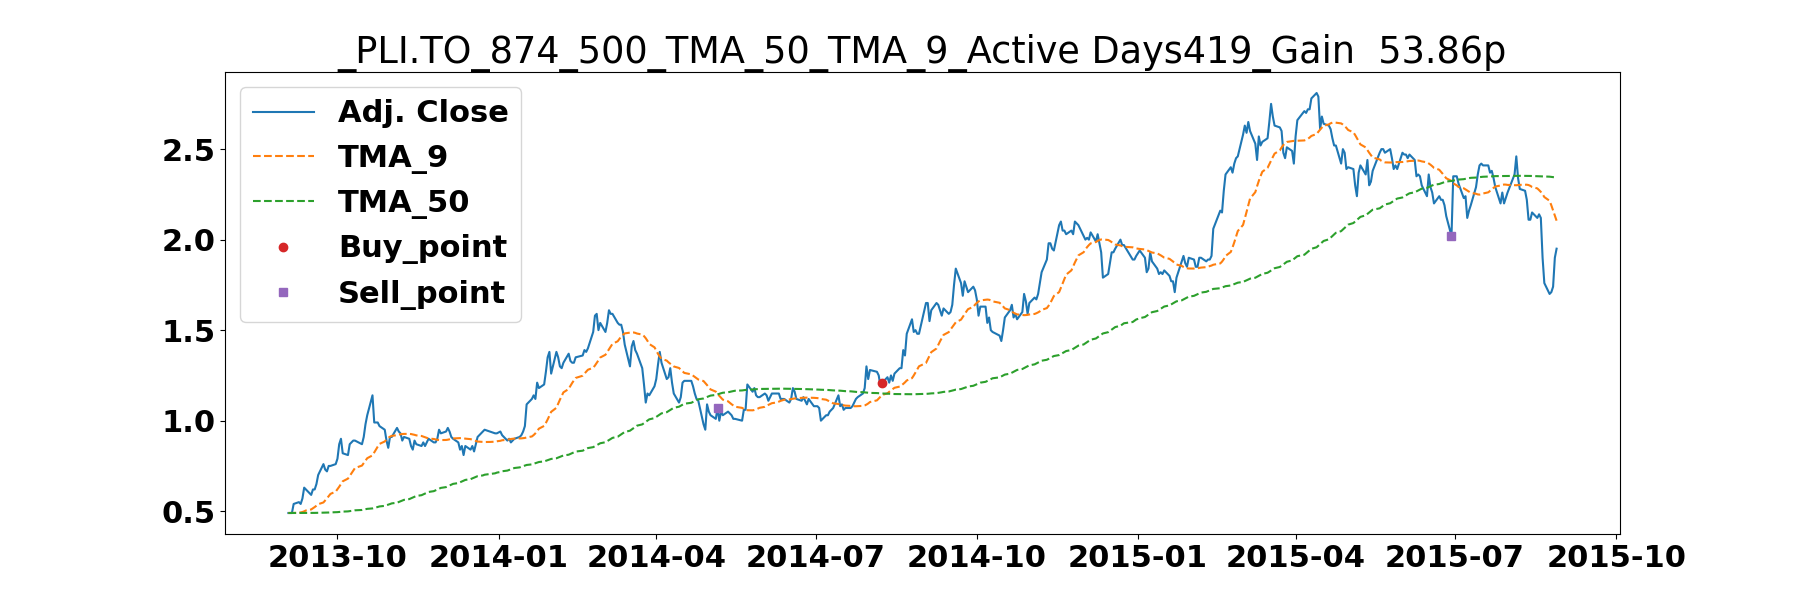 _PLI.TO_874_500_TMA_50_TMA_9_Active Days419_Gain  53.86p
Adj. Close
TMA_9
TMA_50
Buy_point
Sell_point
2.5
2.0
1.5
1.0
0.5
2013-10 2014-01 2014-04 2014-07 2014-10 2015-01 2015-04 2015-07 2015-10